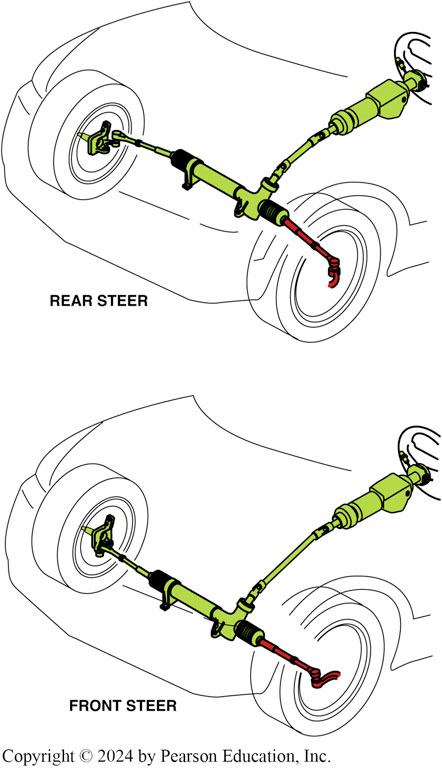 REAR STEER
FRONT STEER
Copyright © 2024 by Pearson Education, Inc.